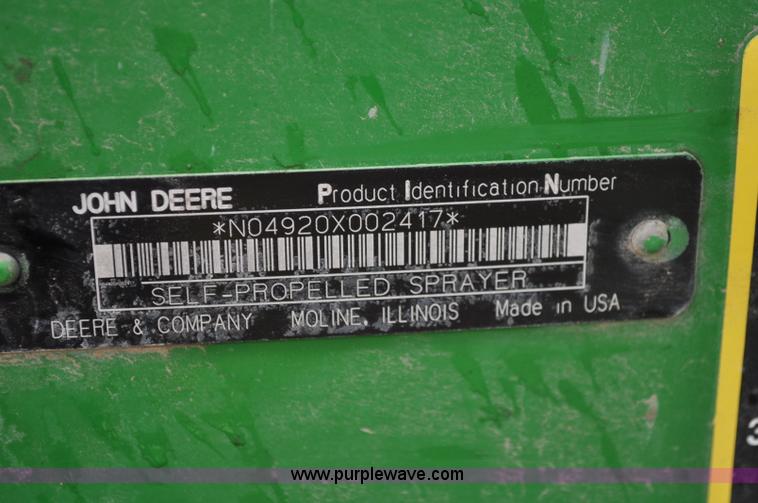 JOHN DEERE Product Identification Number
*N04920X002417*
SELF-PROPELLED SPRAYER
DEERE & COMPANY MOLINE, ILLINOIS Made in USA
3
www.purplewave.com